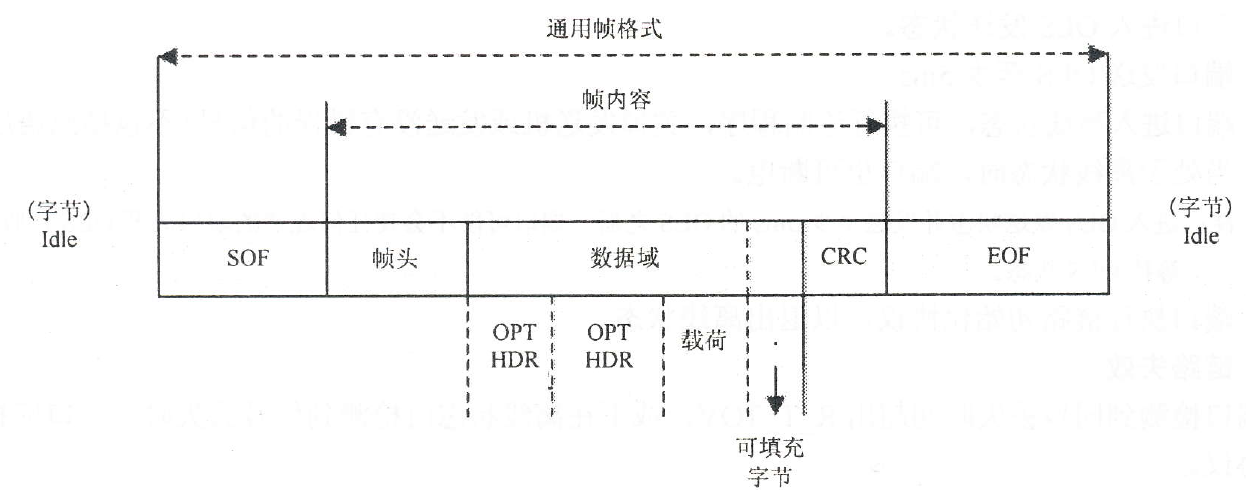 通用帧格式
帧内容
(字节)
Idle
SOF
帧头
数据域
CRC
EOF
(字节)
Idle
OPT
HDR
OPT
HDR
载荷
可填充
字节